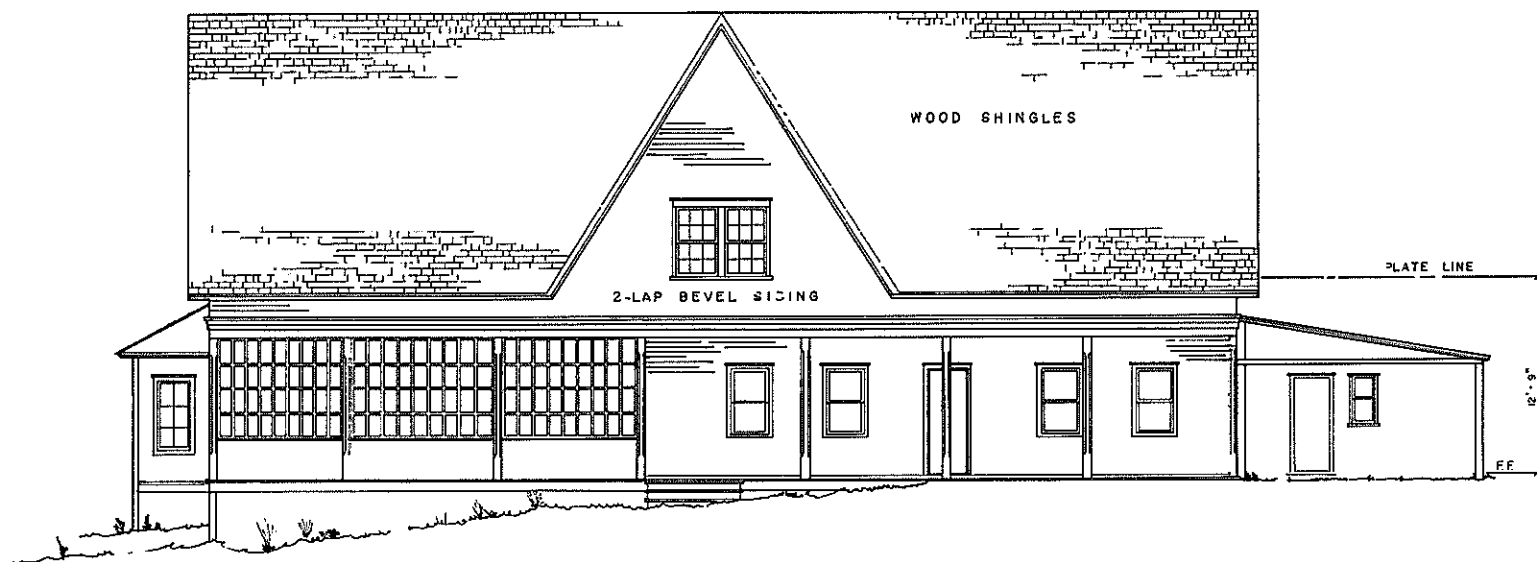 WOOD SHINGLES
PLATE LINE
2-LAP BEVEL SIDING
12'-9"
F.F.